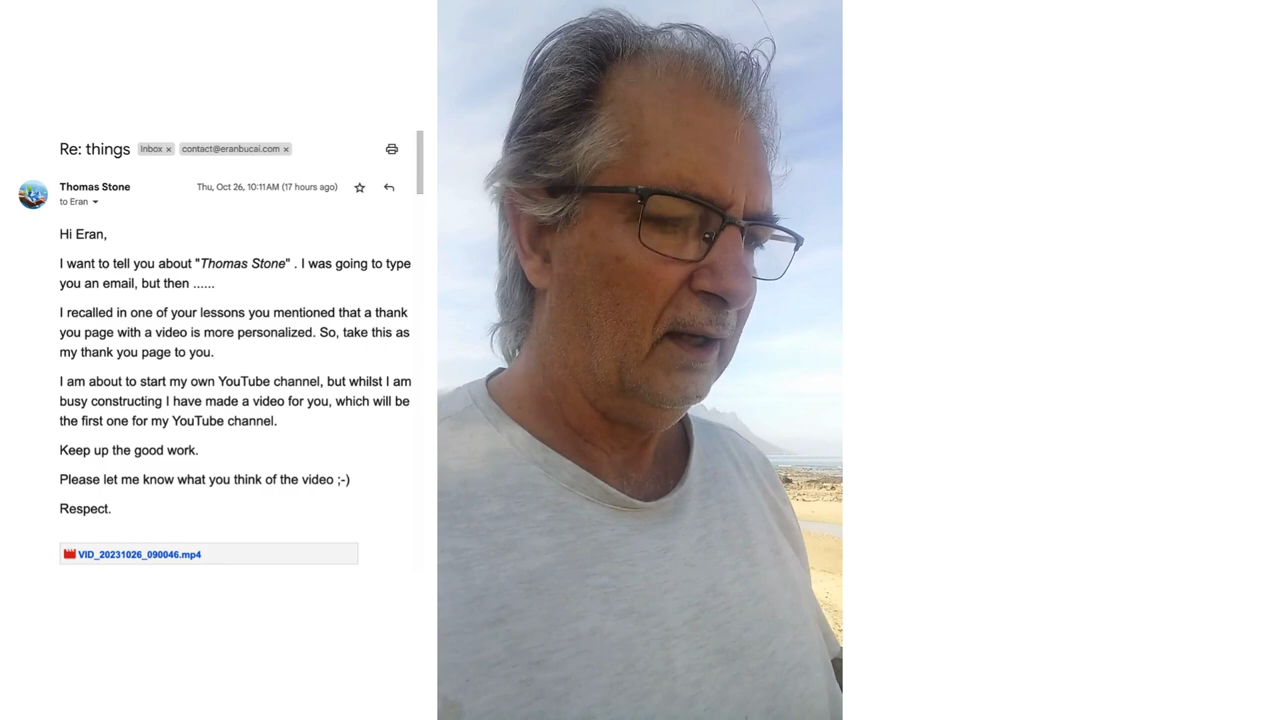 Re: things Inbox × contact@eranbucai.com ×
Thomas Stone Thu, Oct 26, 10:11 AM (17 hours ago)
to Eran
Hi Eran,
I want to tell you about "Thomas Stone" . I was going to type
you an email, but then ......
I recalled in one of your lessons you mentioned that a thank
you page with a video is more personalized. So, take this as
my thank you page to you.
I am about to start my own YouTube channel, but whilst I am
busy constructing I have made a video for you, which will be
the first one for my YouTube channel.
Keep up the good work.
Please let me know what you think of the video ;-)
Respect.
VID_20231026_090046.mp4